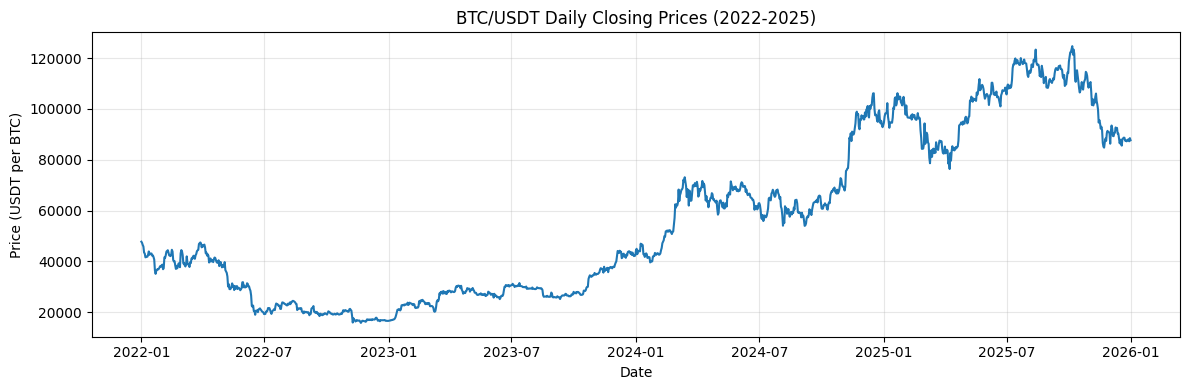 BTC/USDT Daily Closing Prices (2022-2025)
Price (USDT per BTC)
120000
100000
80000
60000
40000
20000
2022-01 2022-07 2023-01 2023-07 2024-01 2024-07 2025-01 2025-07 2026-01
Date